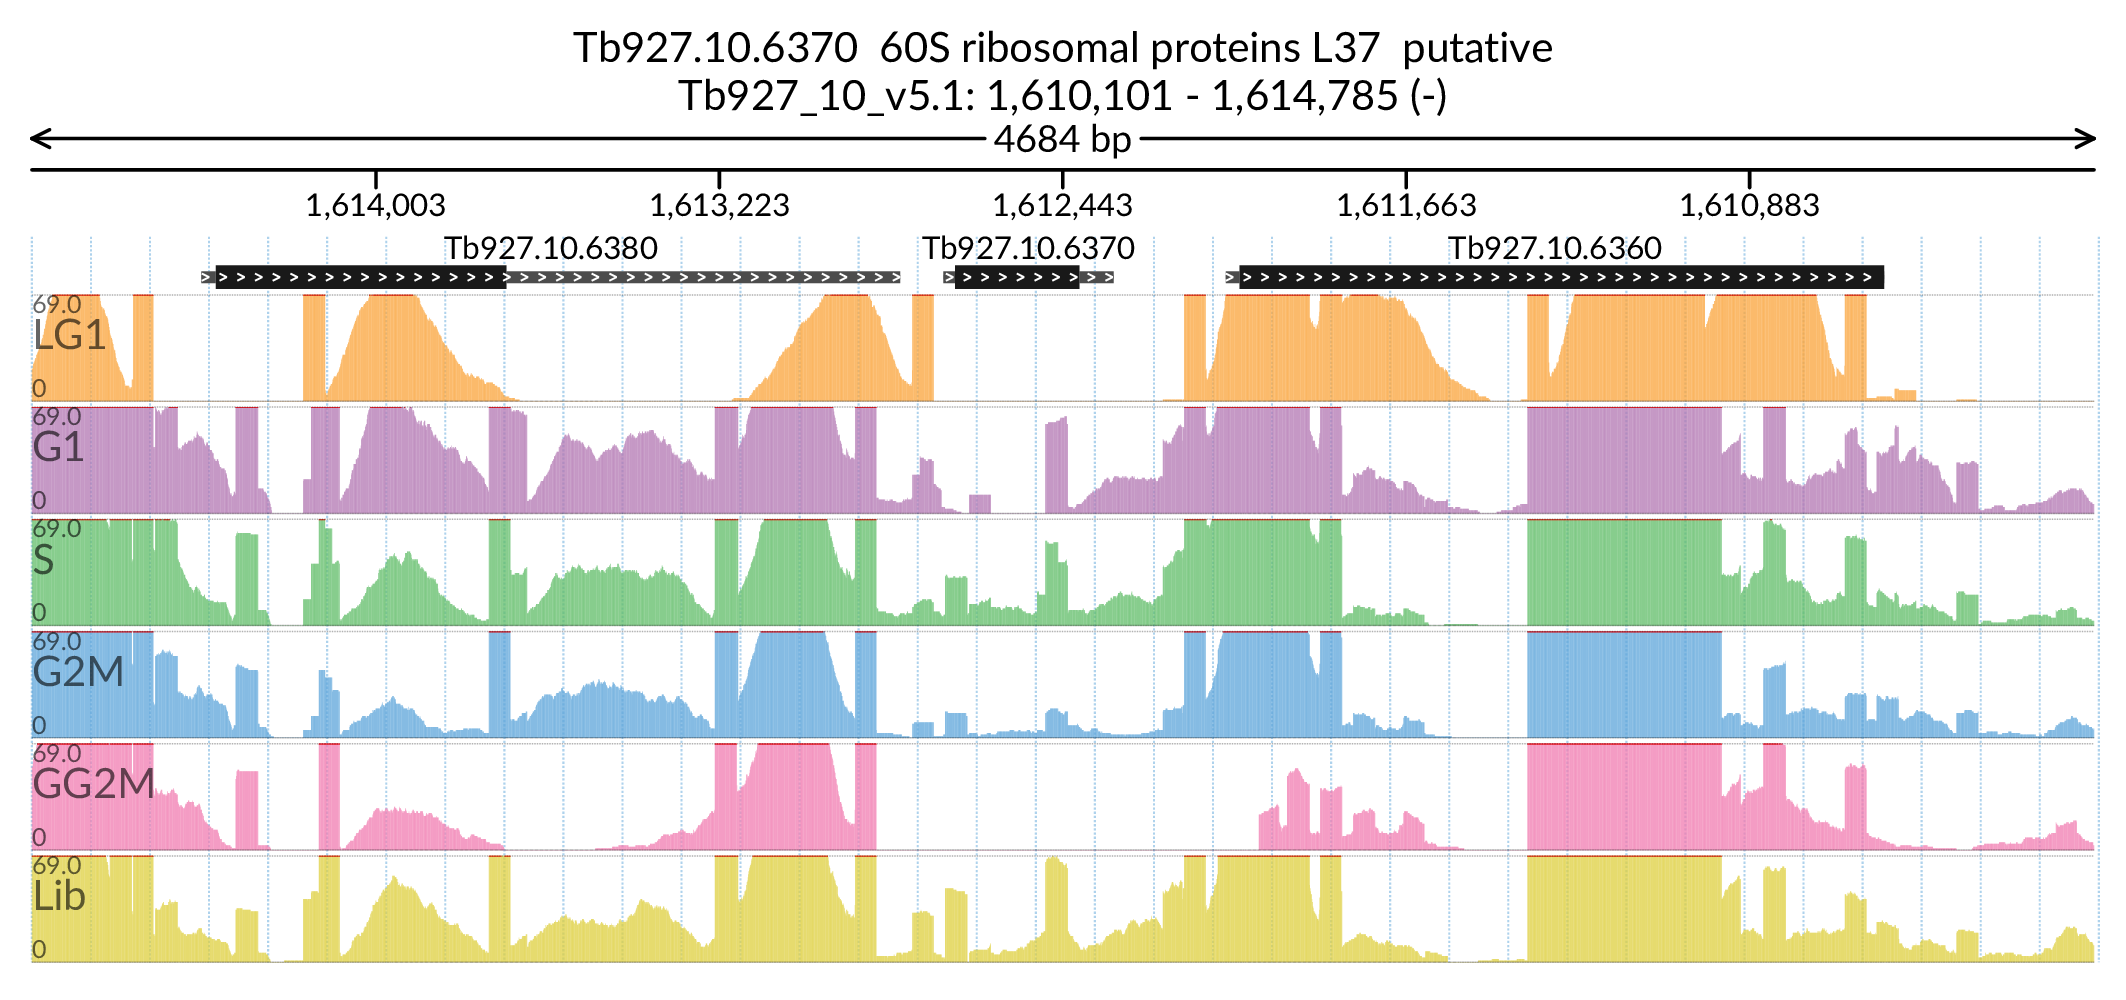 Tb927.10.6370  60S ribosomal proteins L37  putative
Tb927_10_v5.1: 1,610,101 - 1,614,785 (-)
4684 bp
1,614,003 1,613,223 1,612,443 1,611,663 1,610,883
Tb927.10.6380 Tb927.10.6370 Tb927.10.6360
69.0
LG1
0
69.0
G1
0
69.0
S
0
69.0
G2M
0
69.0
GG2M
0
69.0
Lib
0